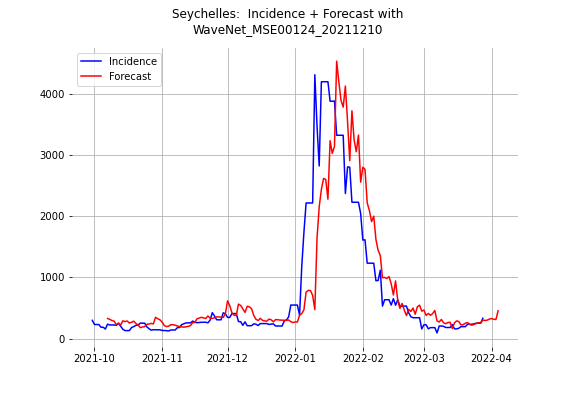 Seychelles:  Incidence + Forecast with
WaveNet_MSE00124_20211210
Incidence
Forecast
4000
3000
2000
1000
0
2021-10 2021-11 2021-12 2022-01 2022-02 2022-03 2022-04